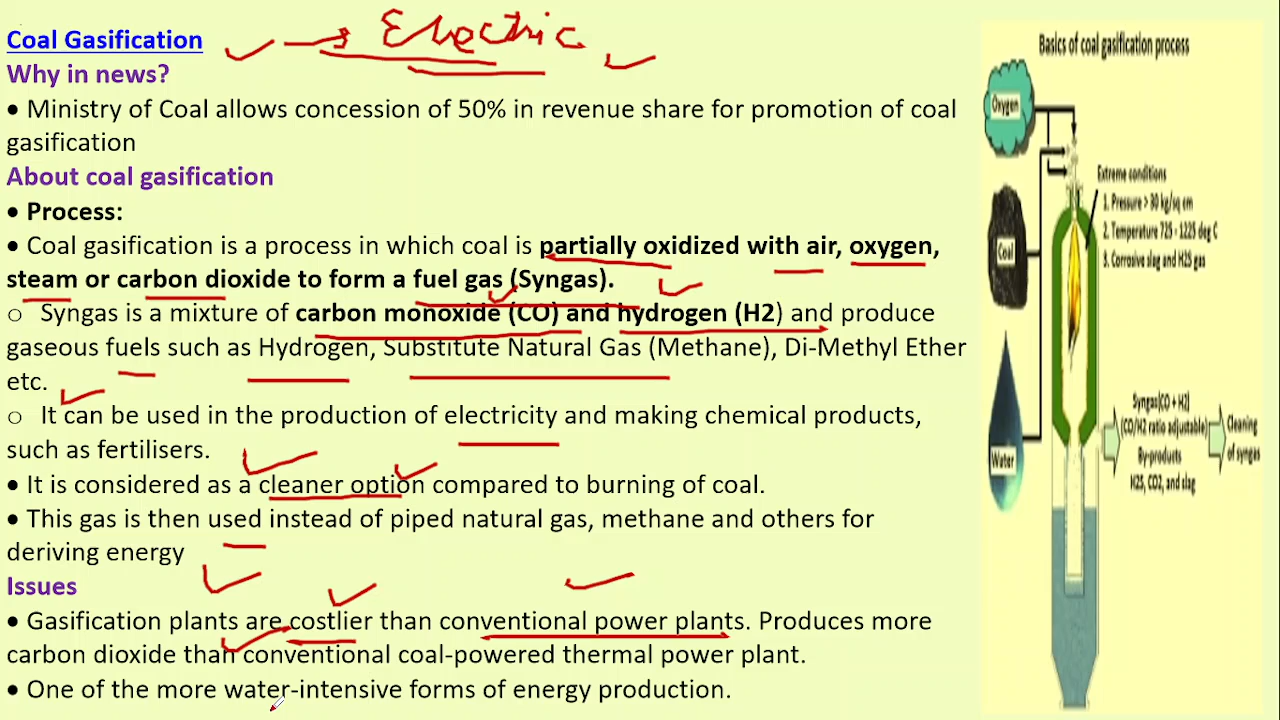 Coal Gasification
Electric
Why in news?
• Ministry of Coal allows concession of 50% in revenue share for promotion of coal
gasification
About coal gasification
• Process:
• Coal gasification is a process in which coal is partially oxidized with air, oxygen,
steam or carbon dioxide to form a fuel gas (Syngas).
o Syngas is a mixture of carbon monoxide (CO) and hydrogen (H2) and produce
gaseous fuels such as Hydrogen, Substitute Natural Gas (Methane), Di-Methyl Ether
etc.
o It can be used in the production of electricity and making chemical products,
such as fertilisers.
• It is considered as a cleaner option compared to burning of coal.
• This gas is then used instead of piped natural gas, methane and others for
deriving energy
Issues
• Gasification plants are costlier than conventional power plants. Produces more
carbon dioxide than conventional coal-powered thermal power plant.
• One of the more water-intensive forms of energy production.
Basics of coal gasification process
Oxygen
Extreme conditions
1. Pressure > 30 kg/sq cm
2. Temperature 725 - 1225 deg C
3. Corrosive slag and H2S gas
Coal
Water
Syngas(CO + H2)
(CO/H2 ratio adjustable)
By-products
H2S, CO2, and slag
Cleaning
of syngas